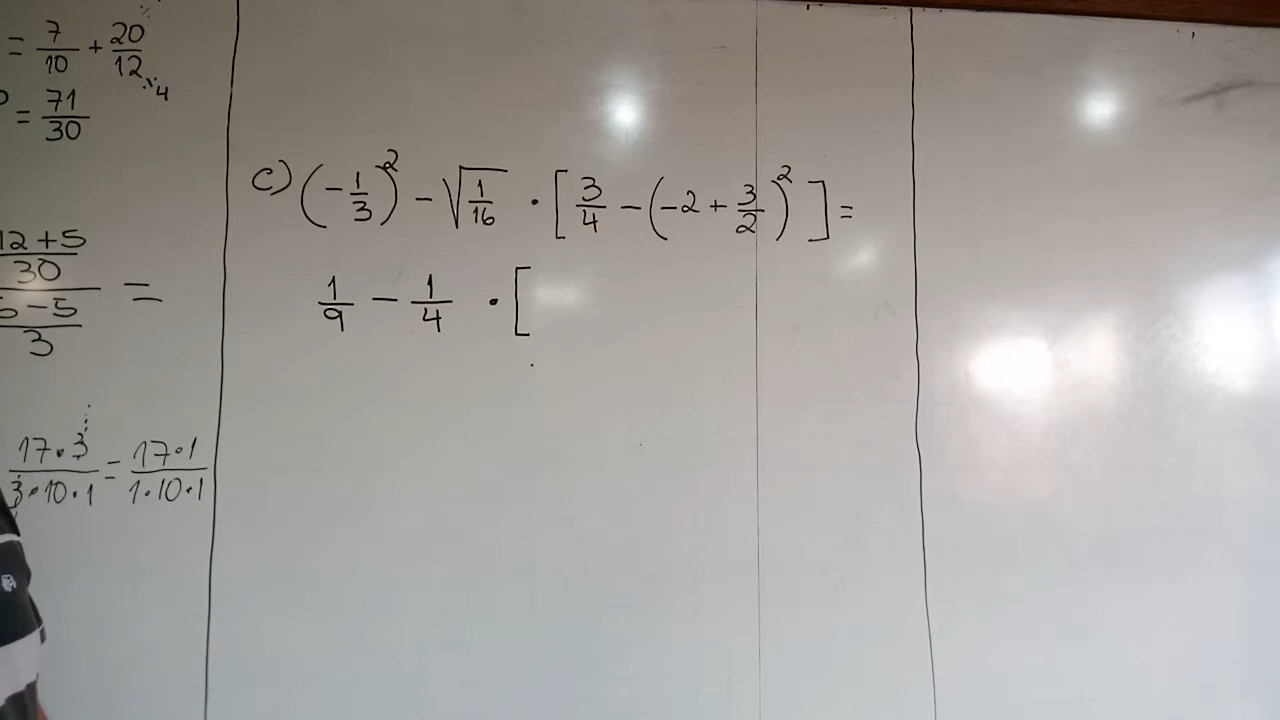 = 7/10 + 20/12 4
= 71/30
12+5/30
5-5/3 =
17·3/3·10·1 = 17·1/1·10·1
c) (-1/3)² - √1/16 · [3/4 - (-2 + 3/2)²] =
1/9 - 1/4 · [